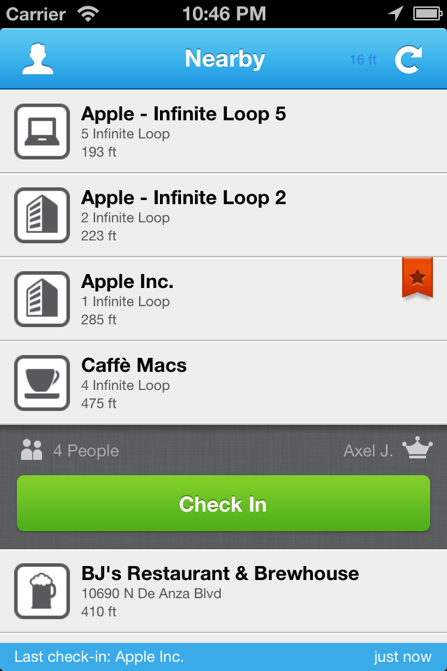 Carrier 10:46 PM
Nearby 16 ft
Apple - Infinite Loop 5
5 Infinite Loop
193 ft
Apple - Infinite Loop 2
2 Infinite Loop
223 ft
Apple Inc.
1 Infinite Loop
285 ft
Caffè Macs
4 Infinite Loop
475 ft
4 People Axel J.
Check In
BJ's Restaurant & Brewhouse
10690 N De Anza Blvd
410 ft
Last check-in: Apple Inc. just now